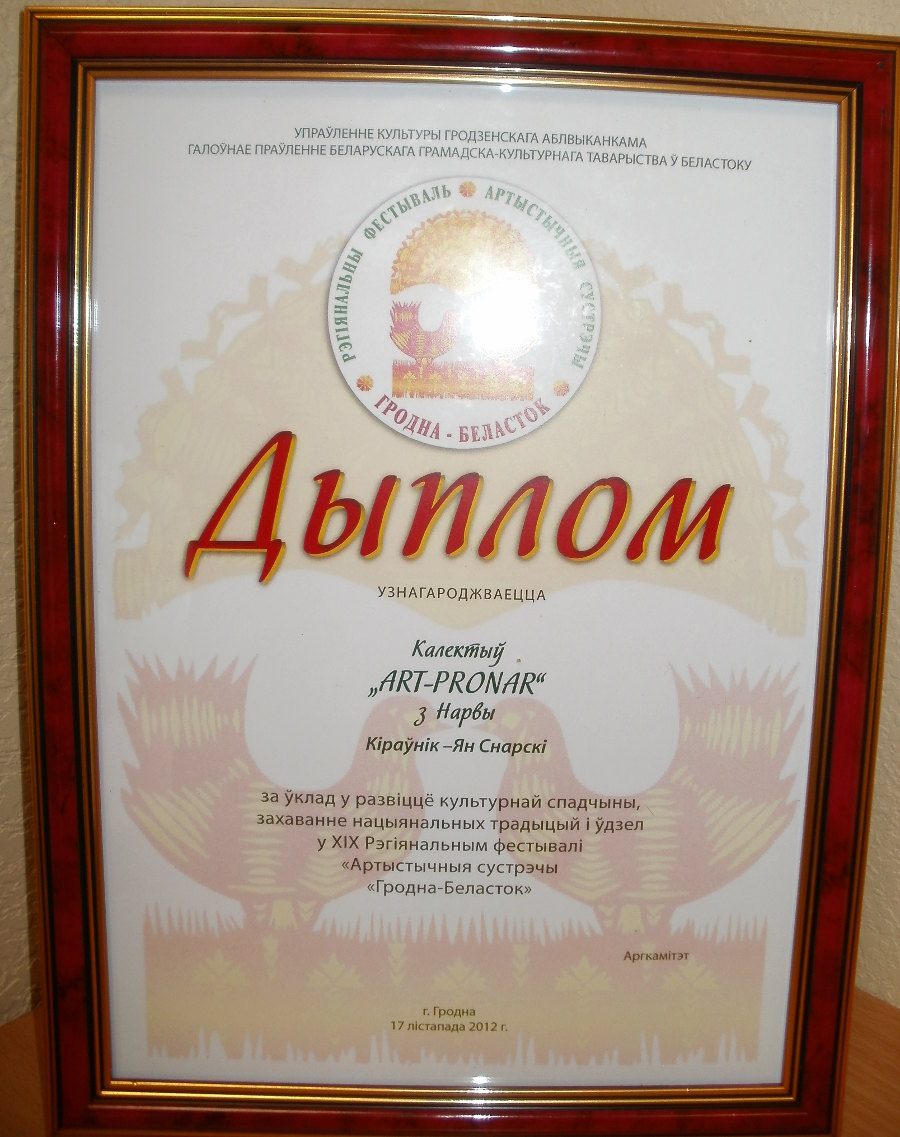 УПРАЎЛЕННЕ КУЛЬТУРЫ ГРОДЗЕНСКАГА АБЛВЫКАНКАМА
ГАЛОЎНАЕ ПРАЎЛЕННЕ БЕЛАРУСКАГА ГРАМАДСКА-КУЛЬТУРНАГА ТАВАРЫСТВА Ў БЕЛАСТОКУ
РЭГІЯНАЛЬНЫ ФЕСТЫВАЛЬ АРТЫСТЫЧНЫЯ СУСТРЭЧЫ
ГРОДНА - БЕЛАСТОК
Дыплом
УЗНАГАРОДЖВАЕЦЦА
Калектыў
„ART-PRONAR“
з Нарвы
Кіраўнік –Ян Снарскі
за ўклад у развіццё культурнай спадчыны,
захаванне нацыянальных традыцый і ўдзел
у XIX Рэгіянальным фестывалі
«Артыстычныя сустрэчы
«Гродна-Беласток»
Аргкамітэт
г. Гродна
17 лістапада 2012 г.